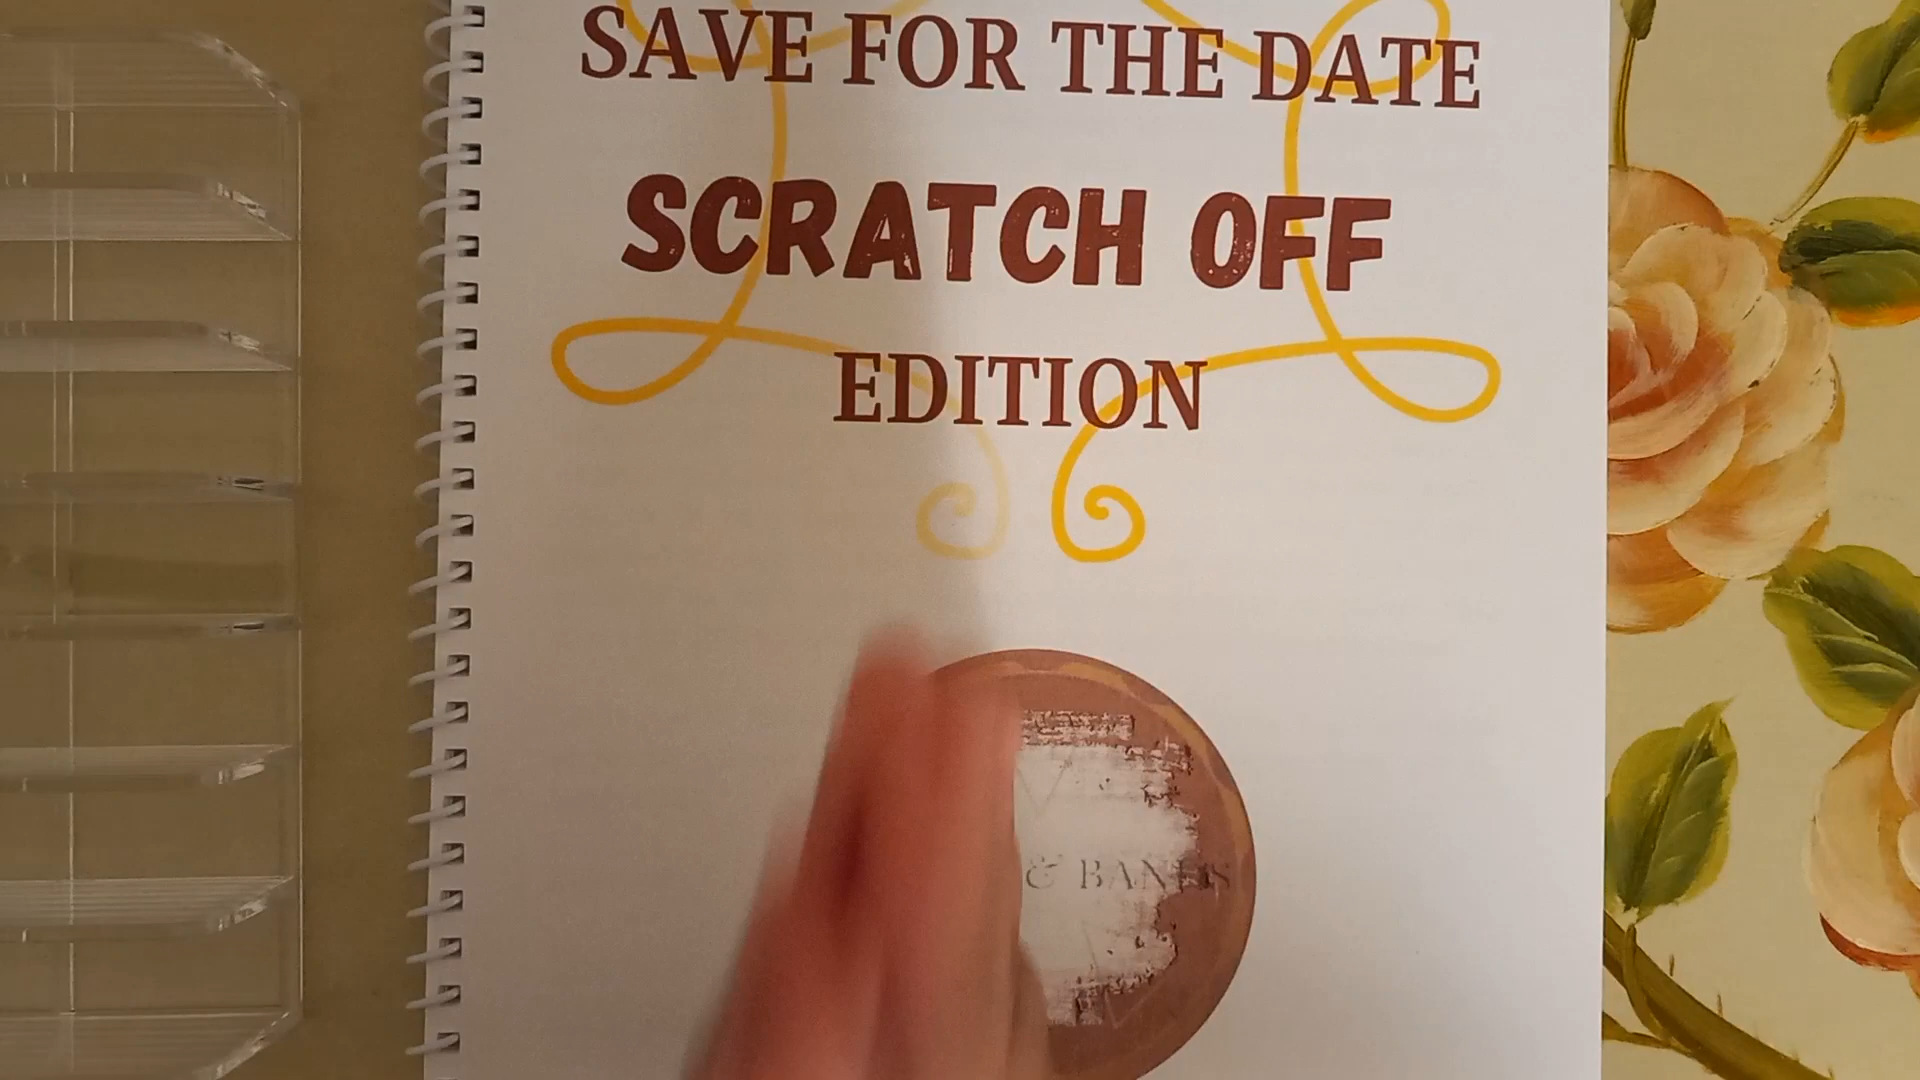 SAVE FOR THE DATE
SCRATCH OFF
EDITION
& BANKS